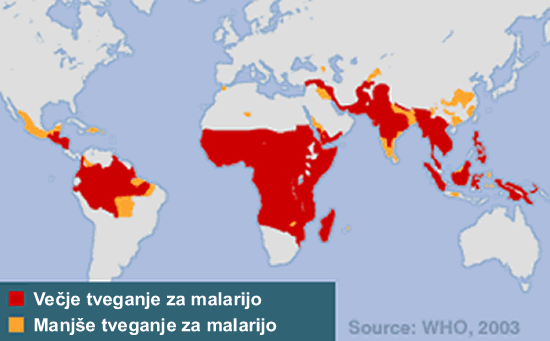 Večje tveganje za malarijo
Manjše tveganje za malarijo
Source: WHO, 2003